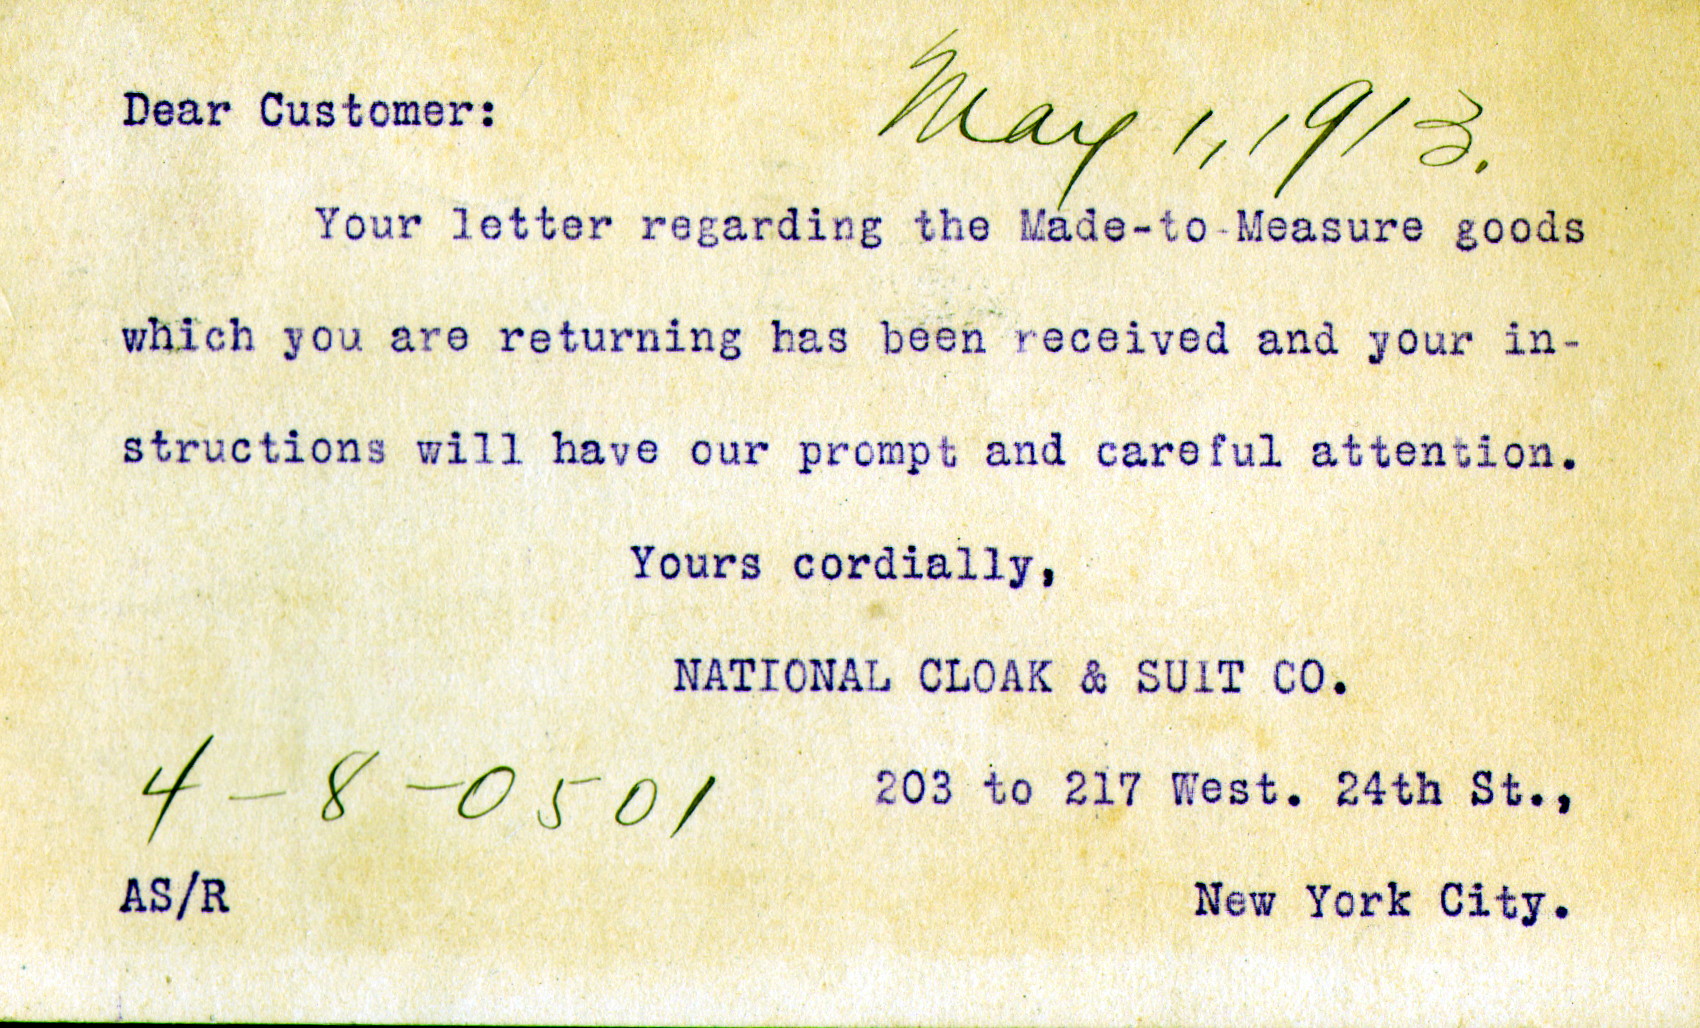 Dear Customer:
May 1, 1913.
Your letter regarding the Made-to-Measure goods
which you are returning has been received and your in-
structions will have our prompt and careful attention.
Yours cordially,
NATIONAL CLOAK & SUIT CO.
4-8-0501
203 to 217 West. 24th St.,
AS/R
New York City.